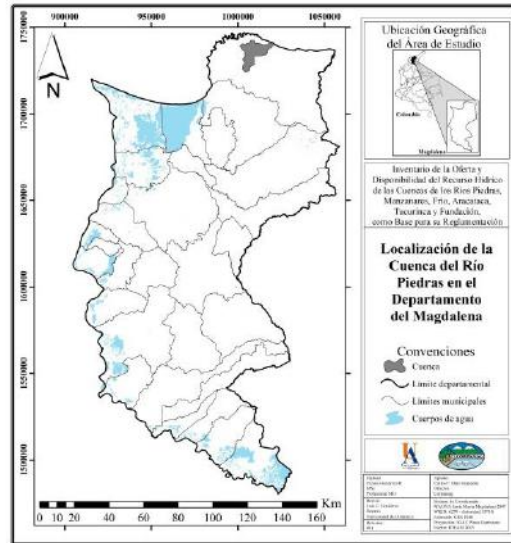 900000 950000 1000000 1050000
1750000
1700000
1650000
1600000
1550000
1500000
N
Km
0 10 20 40 60 80 100 120 140 160
Ubicación Geográfica
del Área de Estudio
Colombia
Magdalena
Inventario de la Oferta y
Disponibilidad del Recurso Hídrico
de las Cuencas de los Ríos Piedras,
Manzanares, Frío, Aracataca,
Tucurinca y Fundación,
como Base para su Reglamentación
Localización de la
Cuenca del Río
Piedras en el
Departamento
del Magdalena
Convenciones
Cuenca
Límite departamental
Límites municipales
Cuerpos de agua